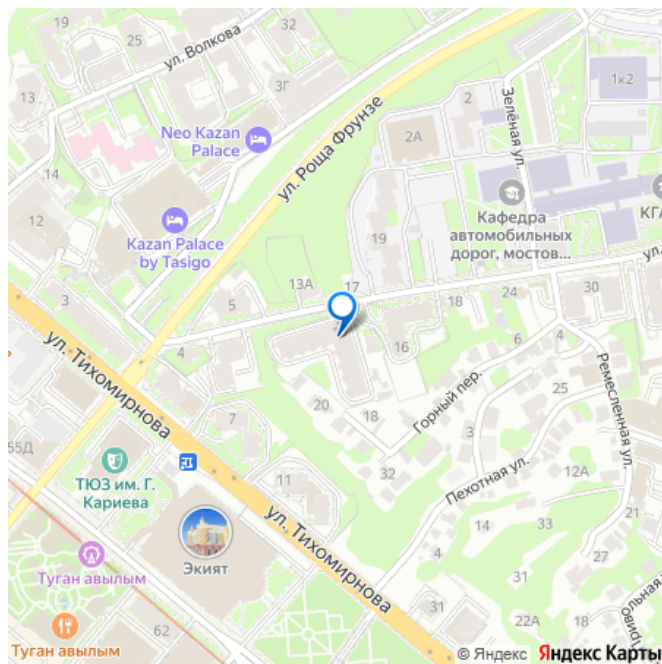 19
25
ул. Волкова
32
13
3Г
14
Neo Kazan
Palace
ул. Роща Фрунзе
2
2А
1к2
Зелёная ул.
12
Kazan Palace
by Tasigo
19
Кафедра
автомобильных
дорог, мостов...
КГА
3
5
13А
17
ул.
18
24
30
4
16
6
4
ул. Тихомирнова
20
18
Горный пер.
25
Ремесленная ул.
7
3
55Д
ТЮЗ им. Г.
Кариева
32
Пехотная ул.
12А
11
21
14
33
Экият
ул. Тихомирнова
27
4
Туган авылым
31
31
22А
62
Туган авылым
© Яндекс Яндекс Карты